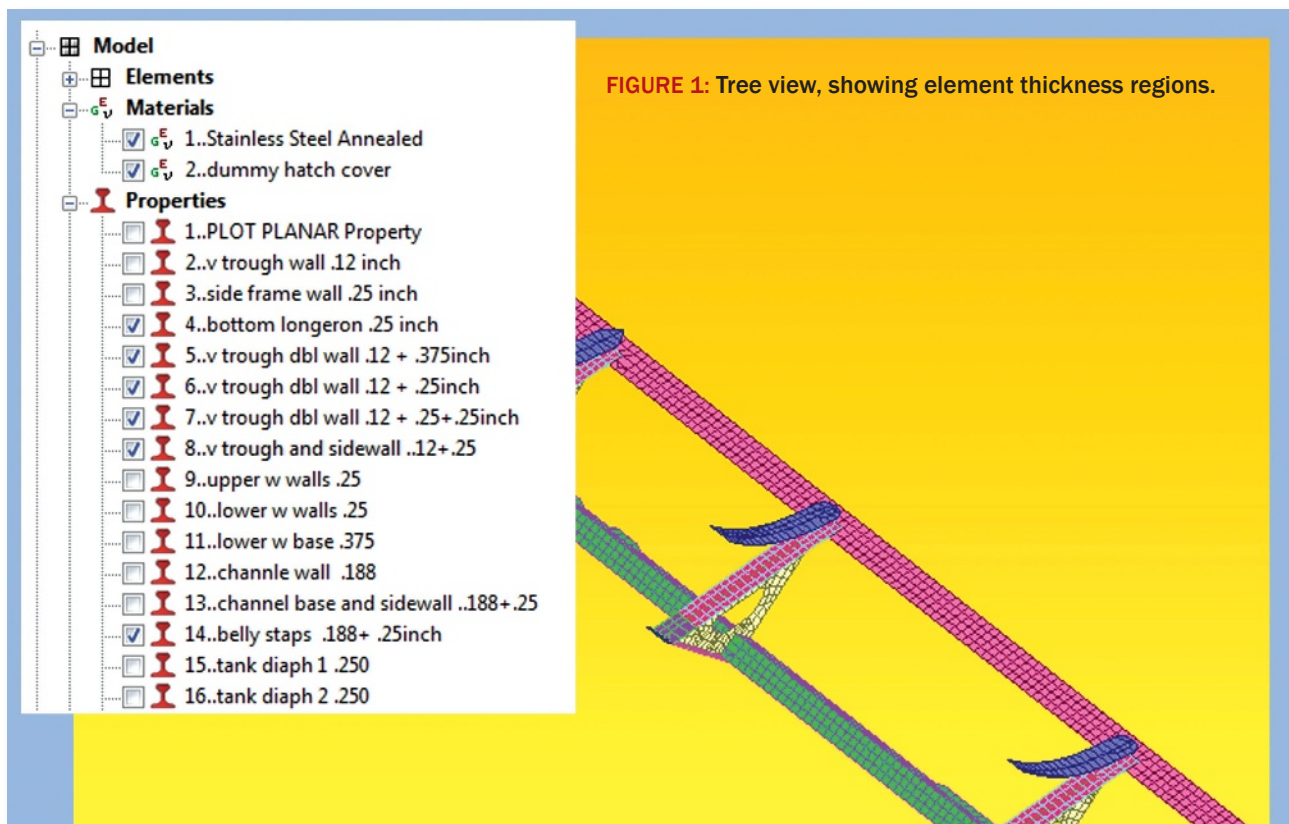 Model
Elements
G E ν Materials
G E ν 1..Stainless Steel Annealed
G E ν 2..dummy hatch cover
Properties
1..PLOT PLANAR Property
2..v trough wall .12 inch
3..side frame wall .25 inch
4..bottom longeron .25 inch
5..v trough dbl wall .12 + .375inch
6..v trough dbl wall .12 + .25inch
7..v trough dbl wall .12 + .25+.25inch
8..v trough and sidewall ..12+.25
9..upper w walls .25
10..lower w walls .25
11..lower w base .375
12..channle wall .188
13..channel base and sidewall ..188+.25
14..belly staps .188+ .25inch
15..tank diaph 1 .250
16..tank diaph 2 .250
FIGURE 1: Tree view, showing element thickness regions.